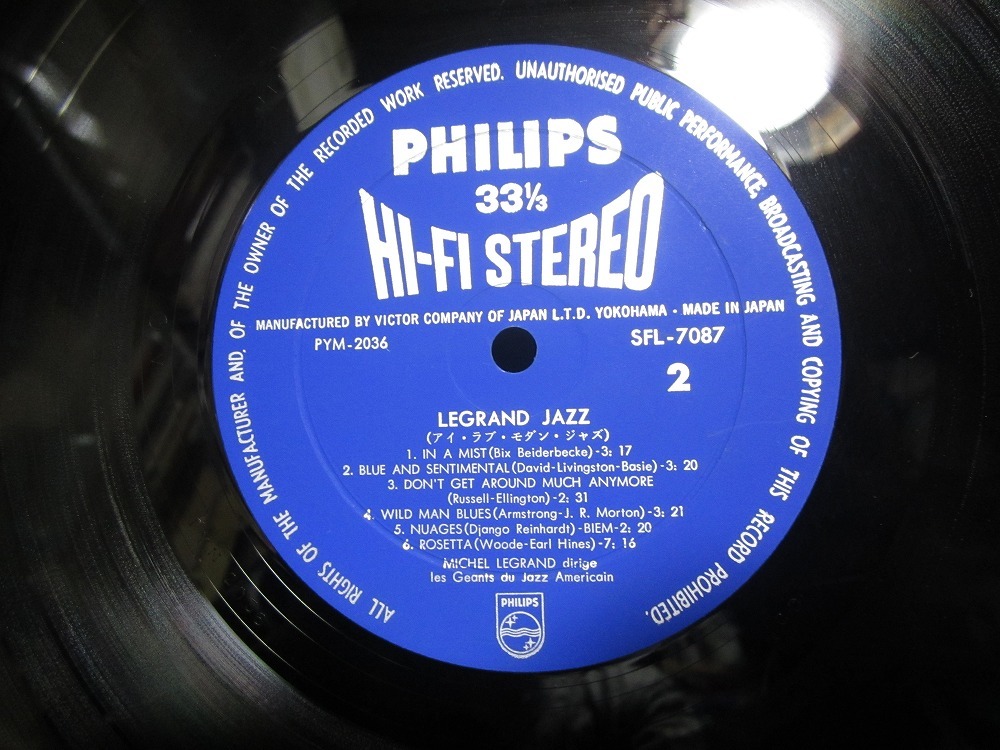 ALL RIGHTS OF THE MANUFACTURER AND, OF THE OWNER OF THE RECORDED WORK RESERVED. UNAUTHORISED PUBLIC PERFORMANCE, BROADCASTING AND COPYING OF THIS RECORD PROHIBITED.
PHILIPS
33⅓
HI-FI STEREO
MANUFACTURED BY VICTOR COMPANY OF JAPAN L.T.D. YOKOHAMA • MADE IN JAPAN
PYM-2036 SFL-7087
2
LEGRAND JAZZ
(アイ・ラブ・モダン・ジャズ)
1. IN A MIST(Bix Beiderbecke)-3: 17
2. BLUE AND SENTIMENTAL(David-Livingston-Basie)-3: 20
3. DON'T GET AROUND MUCH ANYMORE
(Russell-Ellington)-2: 31
4. WILD MAN BLUES(Armstrong-J. R. Morton)-3: 21
5. NUAGES(Django Reinhardt)-BIEM-2: 20
6. ROSETTA(Woode-Earl Hines)-7: 16
MICHEL LEGRAND dirige
les Geants du Jazz Americain
PHILIPS